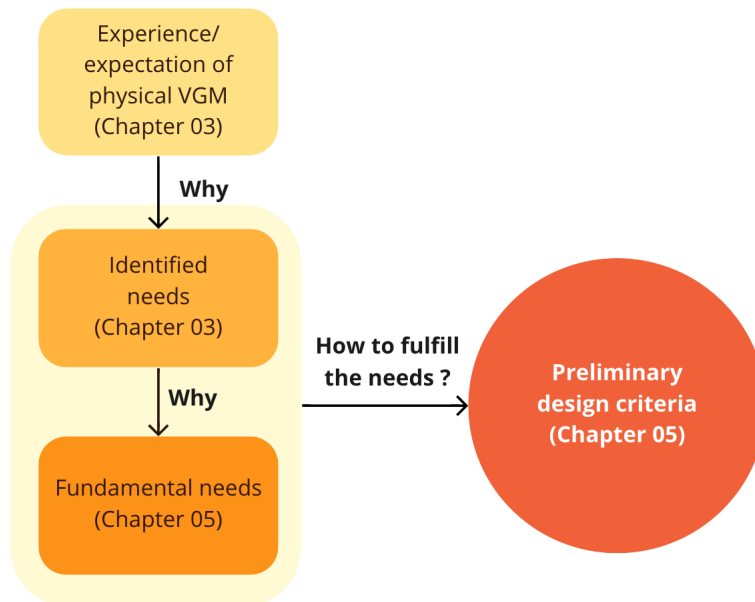 Experience/
expectation of
physical VGM
(Chapter 03)
Why
Identified
needs
(Chapter 03)
How to fulfill
the needs ?
Why
Preliminary
design criteria
(Chapter 05)
Fundamental needs
(Chapter 05)